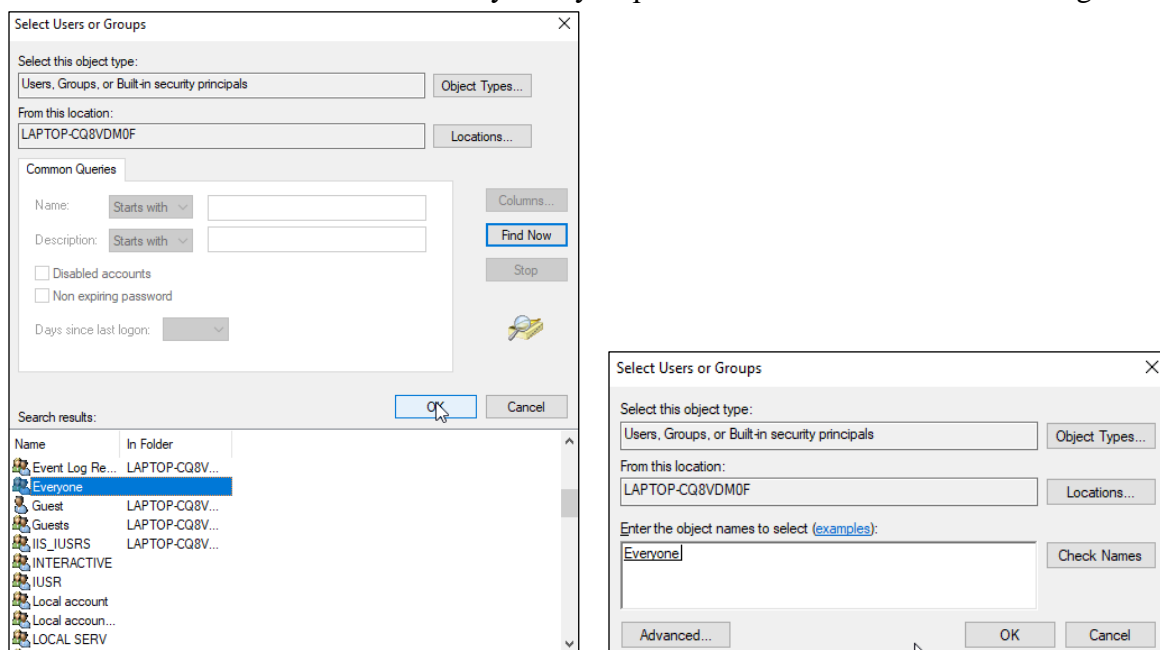 Select Users or Groups
Select this object type:
Users, Groups, or Built-in security principals
Object Types...
From this location:
LAPTOP-CQ8VDM0F
Locations...
Common Queries
Name:
Starts with
Columns...
Description:
Starts with
Find Now
Disabled accounts
Stop
Non expiring password
Days since last logon:
OK
Cancel
Search results:
Name In Folder
Event Log Re... LAPTOP-CQ8V...
Everyone
Guest LAPTOP-CQ8V...
Guests LAPTOP-CQ8V...
IIS_IUSRS LAPTOP-CQ8V...
INTERACTIVE
IUSR
Local account
Local accoun...
LOCAL SERV
Select Users or Groups
Select this object type:
Users, Groups, or Built-in security principals
Object Types...
From this location:
LAPTOP-CQ8VDM0F
Locations...
Enter the object names to select (examples):
Everyone
Check Names
Advanced...
OK
Cancel